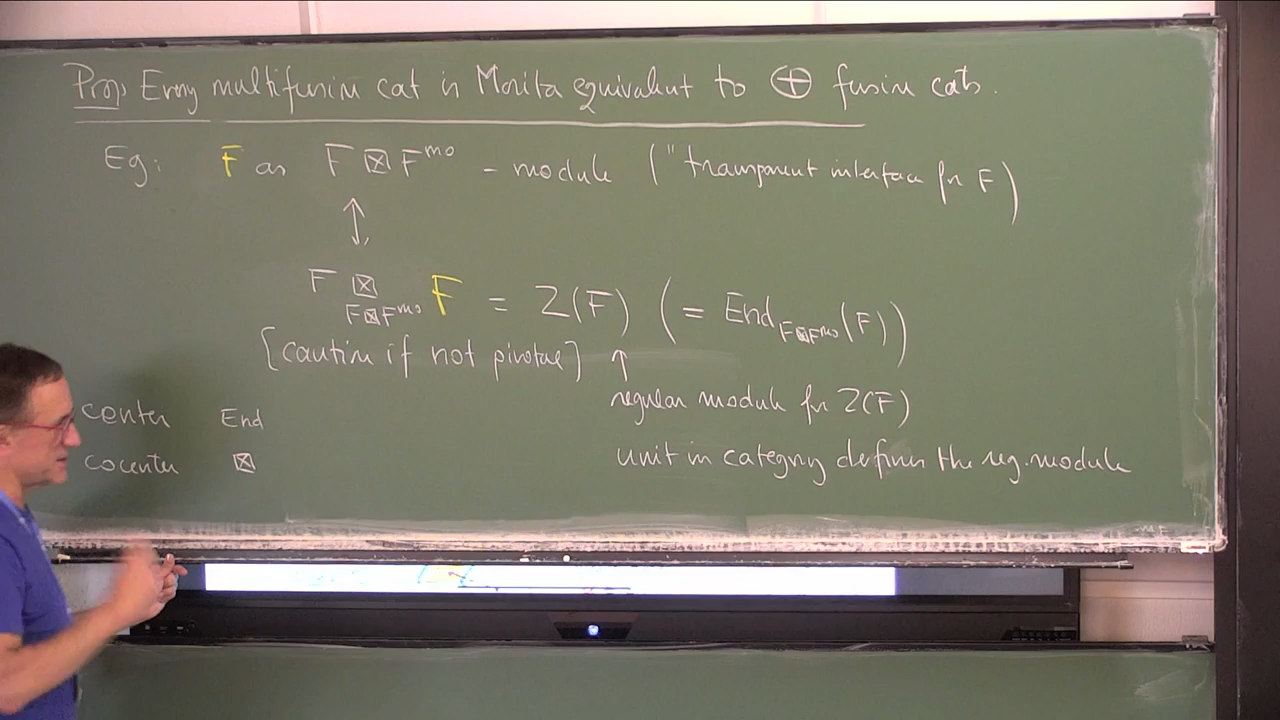 Prop Every multifusion cat is Morita equivalent to ⊕ fusion cats.
Eg: F as F ⊠ F^mo - module ("transparent interface for F)
↕
F ⊠_{F⊠F^mo} F = Z(F) (= End_{F⊠F^mo}(F))
[caution if not pivotal] ↑
regular module for Z(F)
center End
cocenter ⊠
unit in category defines the reg. module